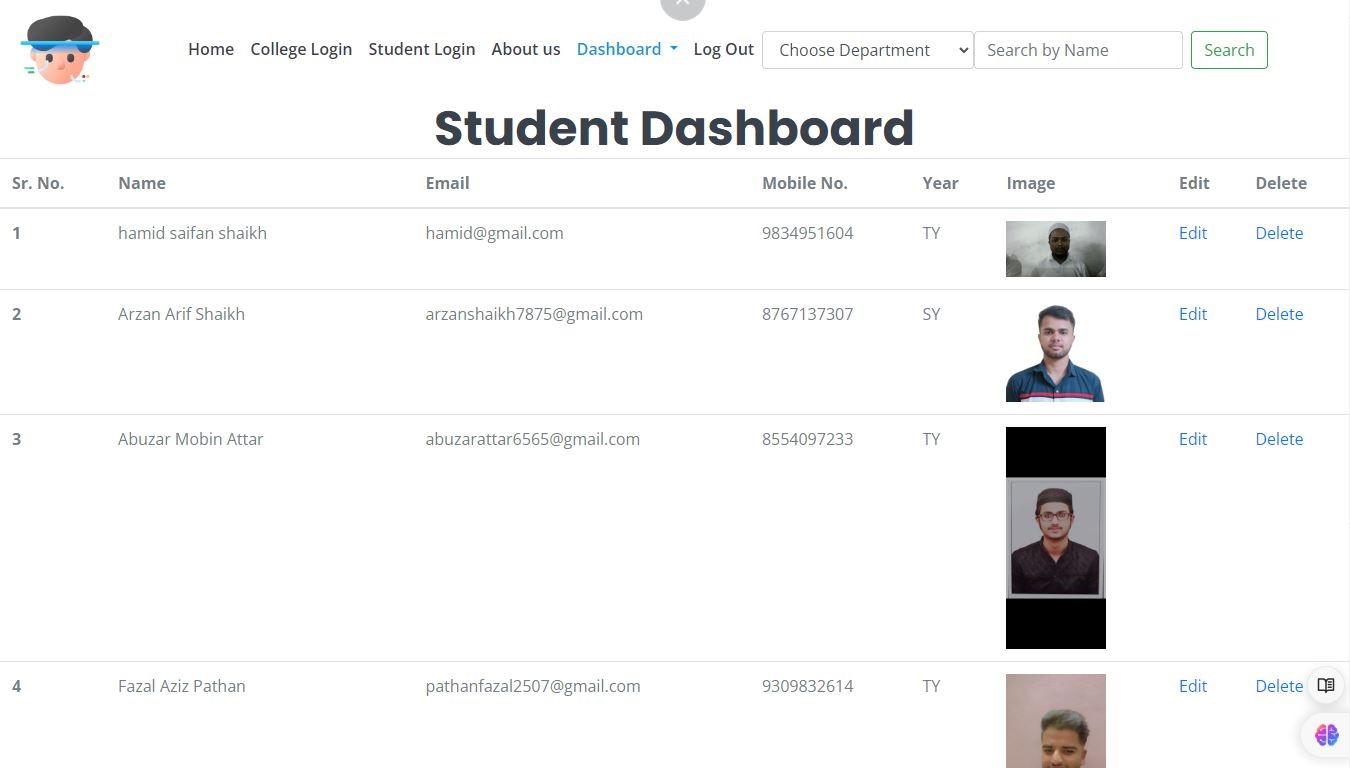 Home College Login Student Login About us Dashboard Log Out Choose Department Search by Name Search
Student Dashboard
Sr. No. Name Email Mobile No. Year Image Edit Delete
1 hamid saifan shaikh hamid@gmail.com 9834951604 TY Edit Delete
2 Arzan Arif Shaikh arzanshaikh7875@gmail.com 8767137307 SY Edit Delete
3 Abuzar Mobin Attar abuzarattar6565@gmail.com 8554097233 TY Edit Delete
4 Fazal Aziz Pathan pathanfazal2507@gmail.com 9309832614 TY Edit Delete